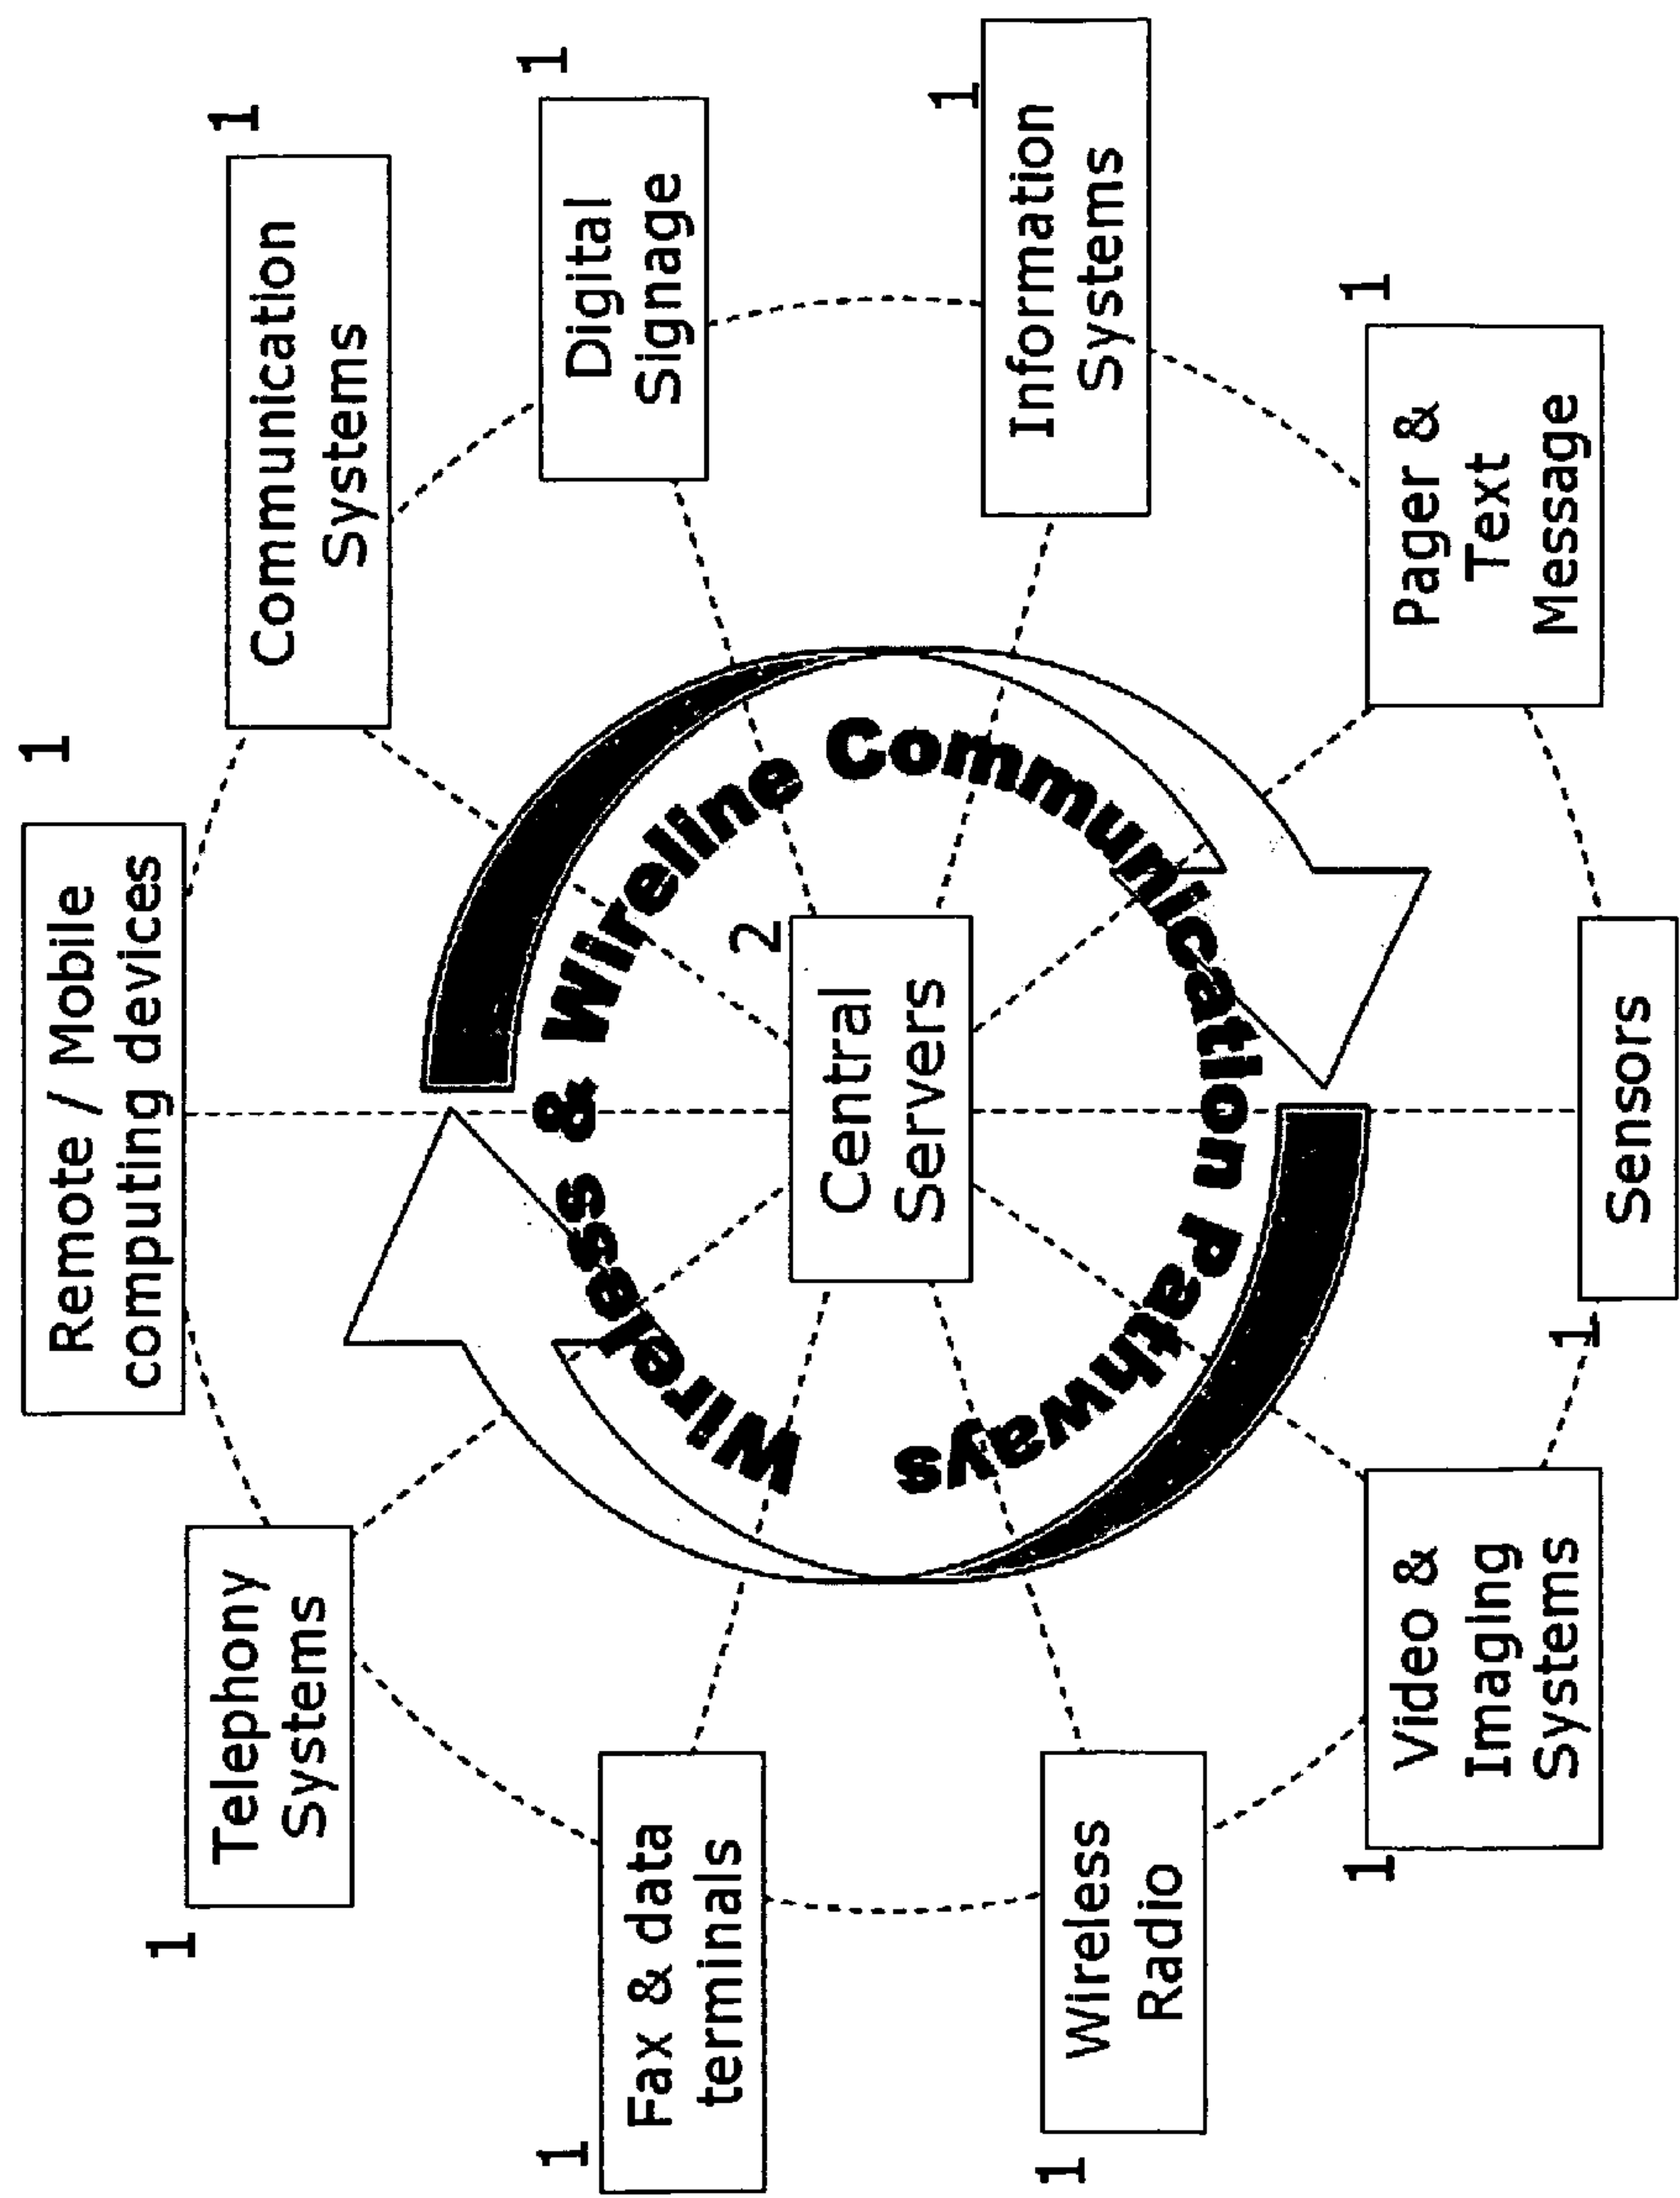 1
Remote / Mobile
computing devices
1
Communication
Systems
1
Digital
Signage
1
Information
Systems
1
Pager &
Text
Message
Sensors
1
Video &
Imaging
Systems
1
Wireless
Radio
1
Fax & data
terminals
1
Telephony
Systems
1
Wireless & Wireline Communication Pathways
2
Central
Servers